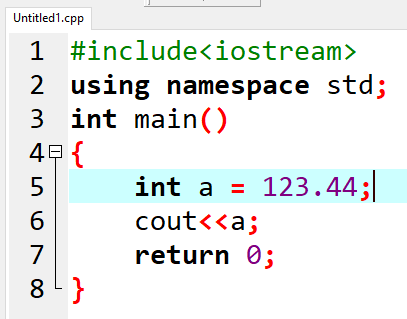 Untitled1.cpp
1 #include<iostream>
2 using namespace std;
3 int main()
4 {
5 int a = 123.44;
6 cout<<a;
7 return 0;
8 }